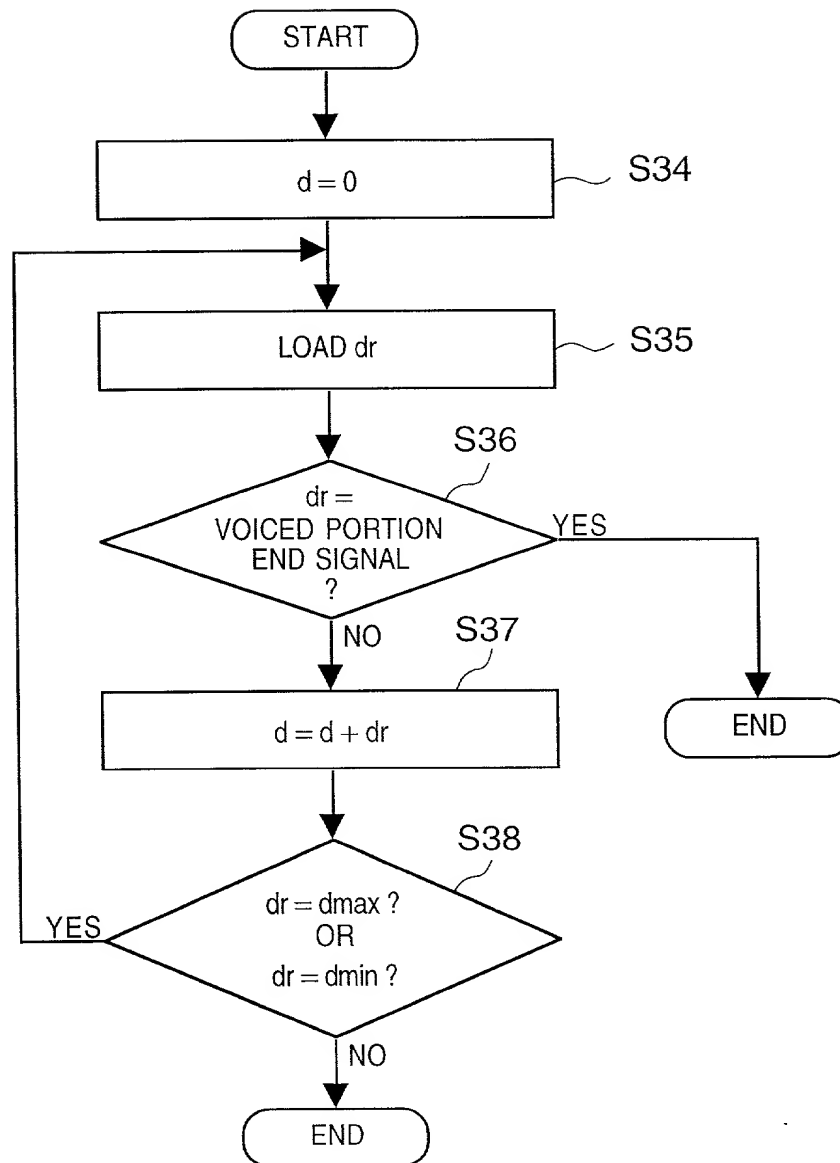 START
d = 0
S34
LOAD dr
S35
S36
dr =
VOICED PORTION
END SIGNAL
?
YES
NO
S37
d = d + dr
END
S38
dr = dmax ?
OR
dr = dmin ?
YES
NO
END